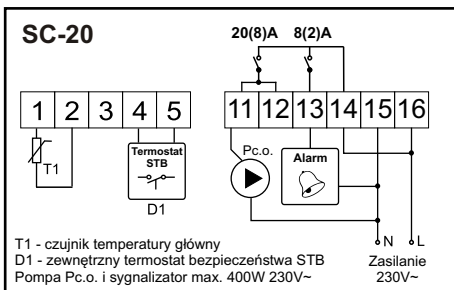 SC-20
20(8)A 8(2)A
1 2 3 4 5
11 12 13 14 15 16
T1
Termostat
STB
D1
Pc.o.
Alarm
N L
T1 - czujnik temperatury główny
D1 - zewnętrzny termostat bezpieczeństwa STB
Pompa Pc.o. i sygnalizator max. 400W 230V~
Zasilanie
230V~